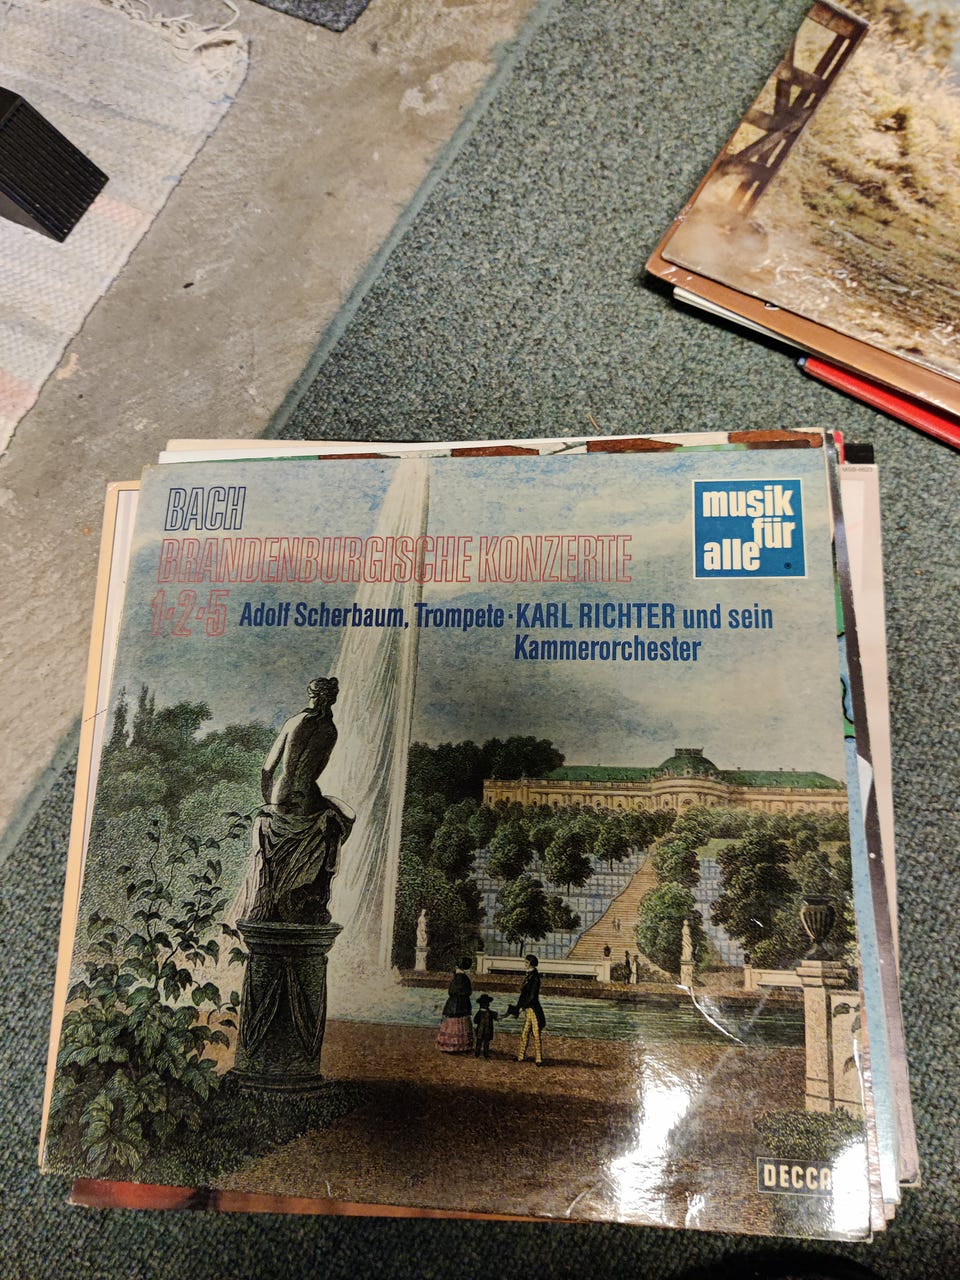 BACH
BRANDENBURGISCHE KONZERTE
1·2·5 Adolf Scherbaum, Trompete · KARL RICHTER und sein
Kammerorchester
musik
für
alle
DECCA